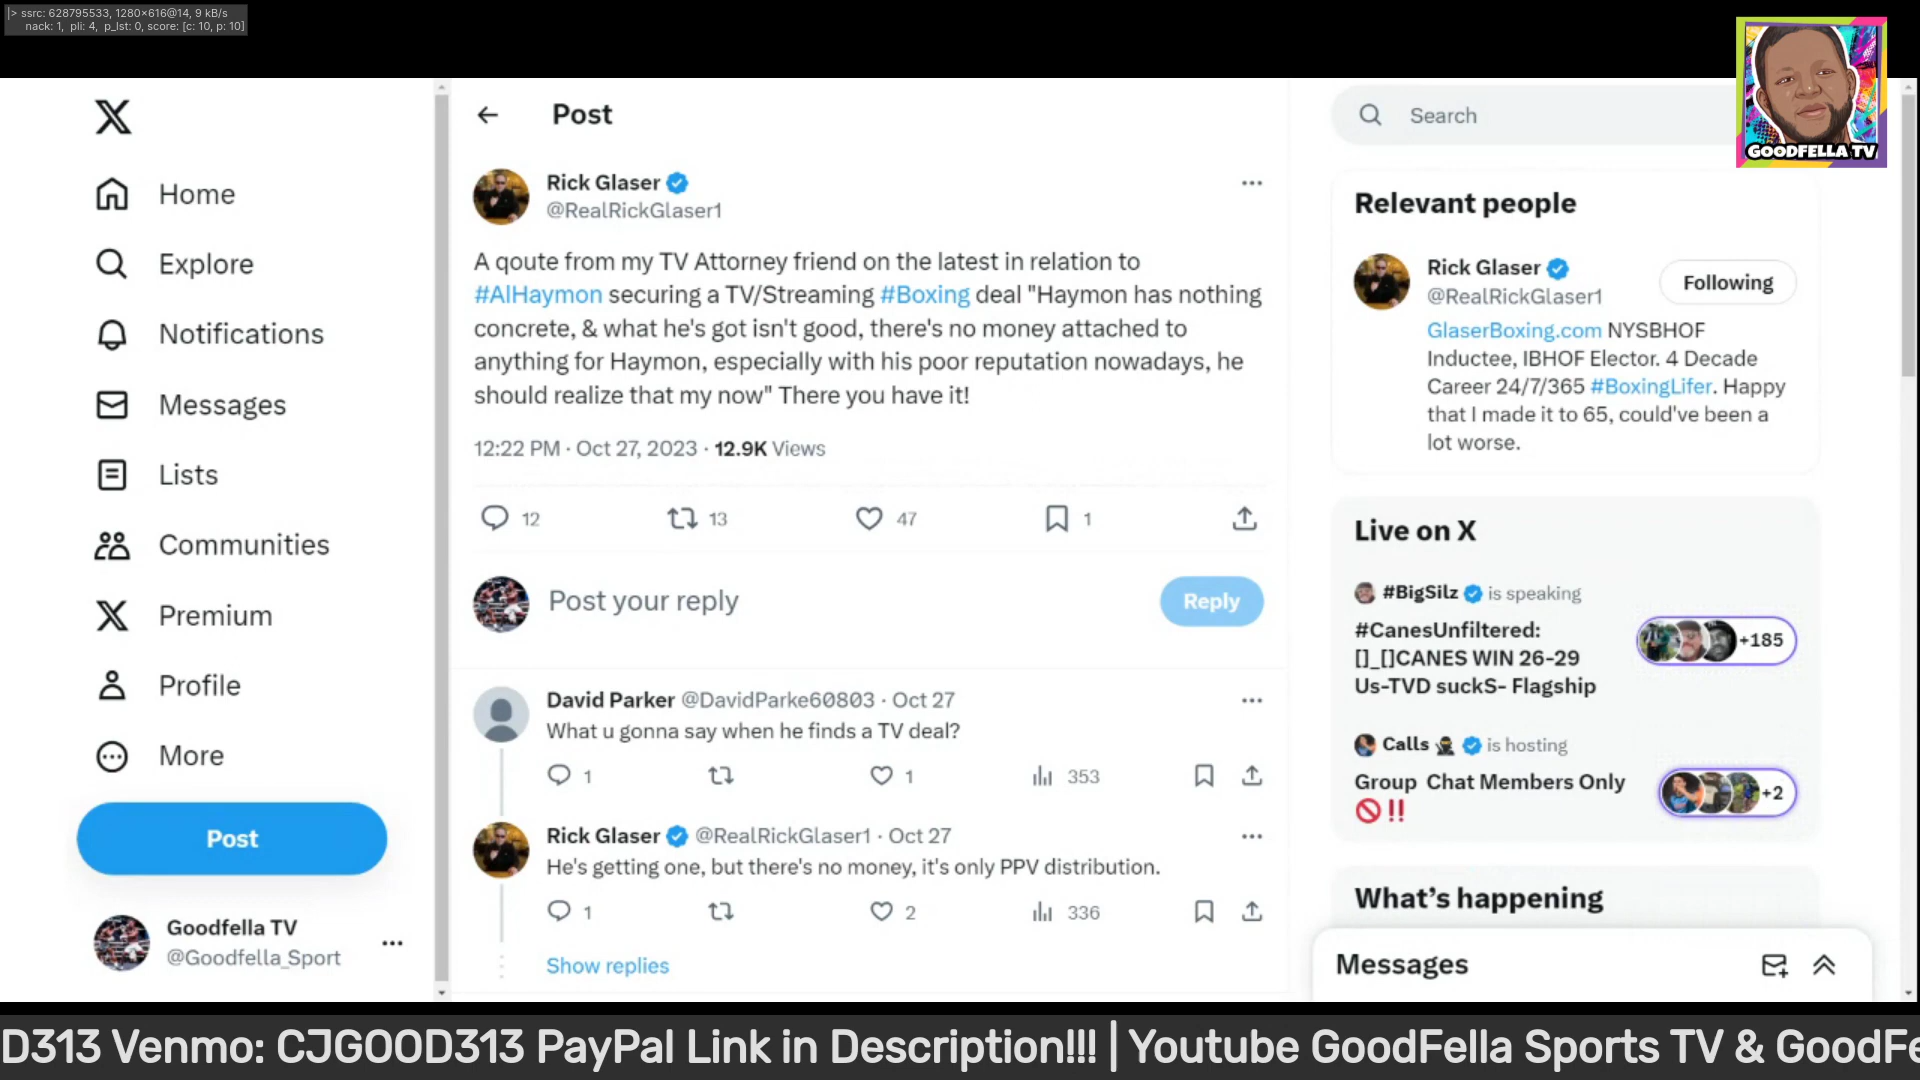 |> ssrc: 628795533, 1280×616@14, 9 kB/s
nack: 1, pli: 4, p_lst: 0, score: [c: 10, p: 10]
GOODFELLA TV
X
Home
Explore
Notifications
Messages
Lists
Communities
Premium
Profile
More
Post
Goodfella TV
@Goodfella_Sport
Post
Rick Glaser
@RealRickGlaser1
A qoute from my TV Attorney friend on the latest in relation to
#AlHaymon securing a TV/Streaming #Boxing deal "Haymon has nothing
concrete, & what he's got isn't good, there's no money attached to
anything for Haymon, especially with his poor reputation nowadays, he
should realize that my now" There you have it!
12:22 PM · Oct 27, 2023 · 12.9K Views
12 13 47 1
Post your reply
Reply
David Parker @DavidParke60803 · Oct 27
What u gonna say when he finds a TV deal?
1 1 353
Rick Glaser @RealRickGlaser1 · Oct 27
He's getting one, but there's no money, it's only PPV distribution.
1 2 336
Show replies
Search
Relevant people
Rick Glaser
@RealRickGlaser1
Following
GlaserBoxing.com NYSBHOF
Inductee, IBHOF Elector. 4 Decade
Career 24/7/365 #BoxingLifer. Happy
that I made it to 65, could've been a
lot worse.
Live on X
#BigSilz is speaking
#CanesUnfiltered:
[]_[]CANES WIN 26-29
Us-TVD suckS- Flagship
+185
Calls is hosting
Group Chat Members Only
🚫‼️
+2
What's happening
Messages
D313 Venmo: CJGOOD313 PayPal Link in Description!!! | Youtube GoodFella Sports TV & GoodFe